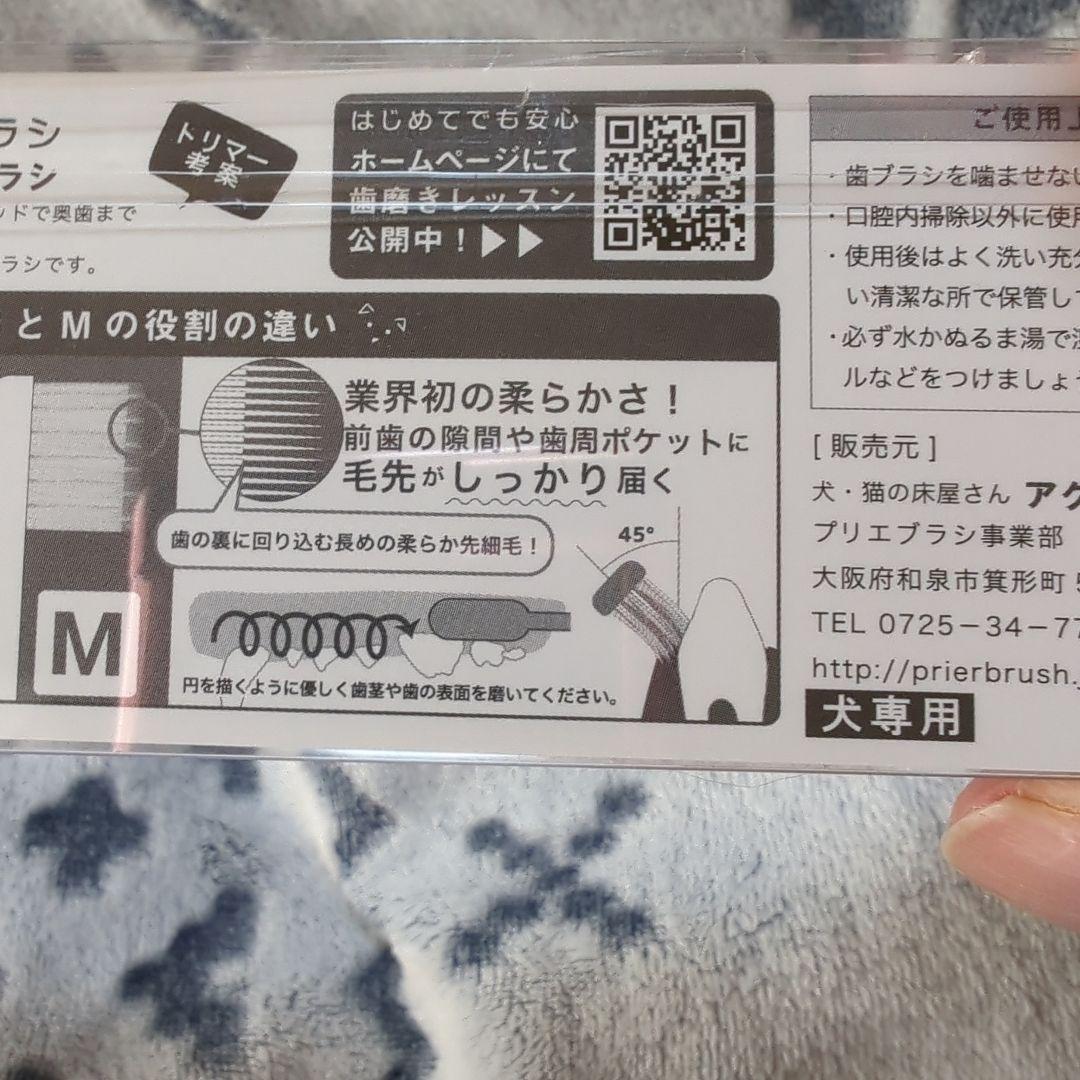 ラシ
ラシ
ッドで奥歯まで
ラシです。
トリマー
考案
はじめてでも安心
ホームページにて
歯磨きレッスン
公開中！▶▶
とMの役割の違い
業界初の柔らかさ！
前歯の隙間や歯周ポケットに
毛先がしっかり届く
歯の裏に回り込む長めの柔らか先細毛！
45°
M
円を描くように優しく歯茎や歯の表面を磨いてください。
ご使用上
・歯ブラシを噛ませない
・口腔内掃除以外に使用
・使用後はよく洗い充分
い清潔な所で保管して
・必ず水かぬるま湯で
ルなどをつけましょ
[ 販売元 ]
犬・猫の床屋さん アク
プリエブラシ事業部
大阪府和泉市箕形町
TEL 0725－34－77
http://prierbrush.
犬専用